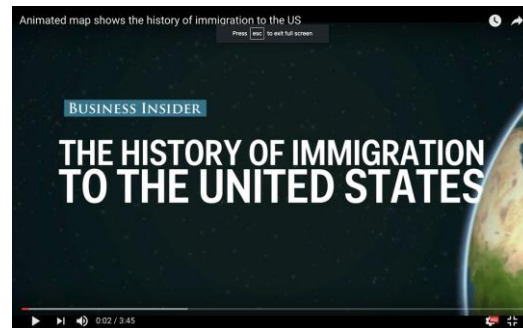 Animated map shows the history of immigration to the US
Press esc to exit full screen
BUSINESS INSIDER
THE HISTORY OF IMMIGRATION
TO THE UNITED STATES
0:02 / 3:45